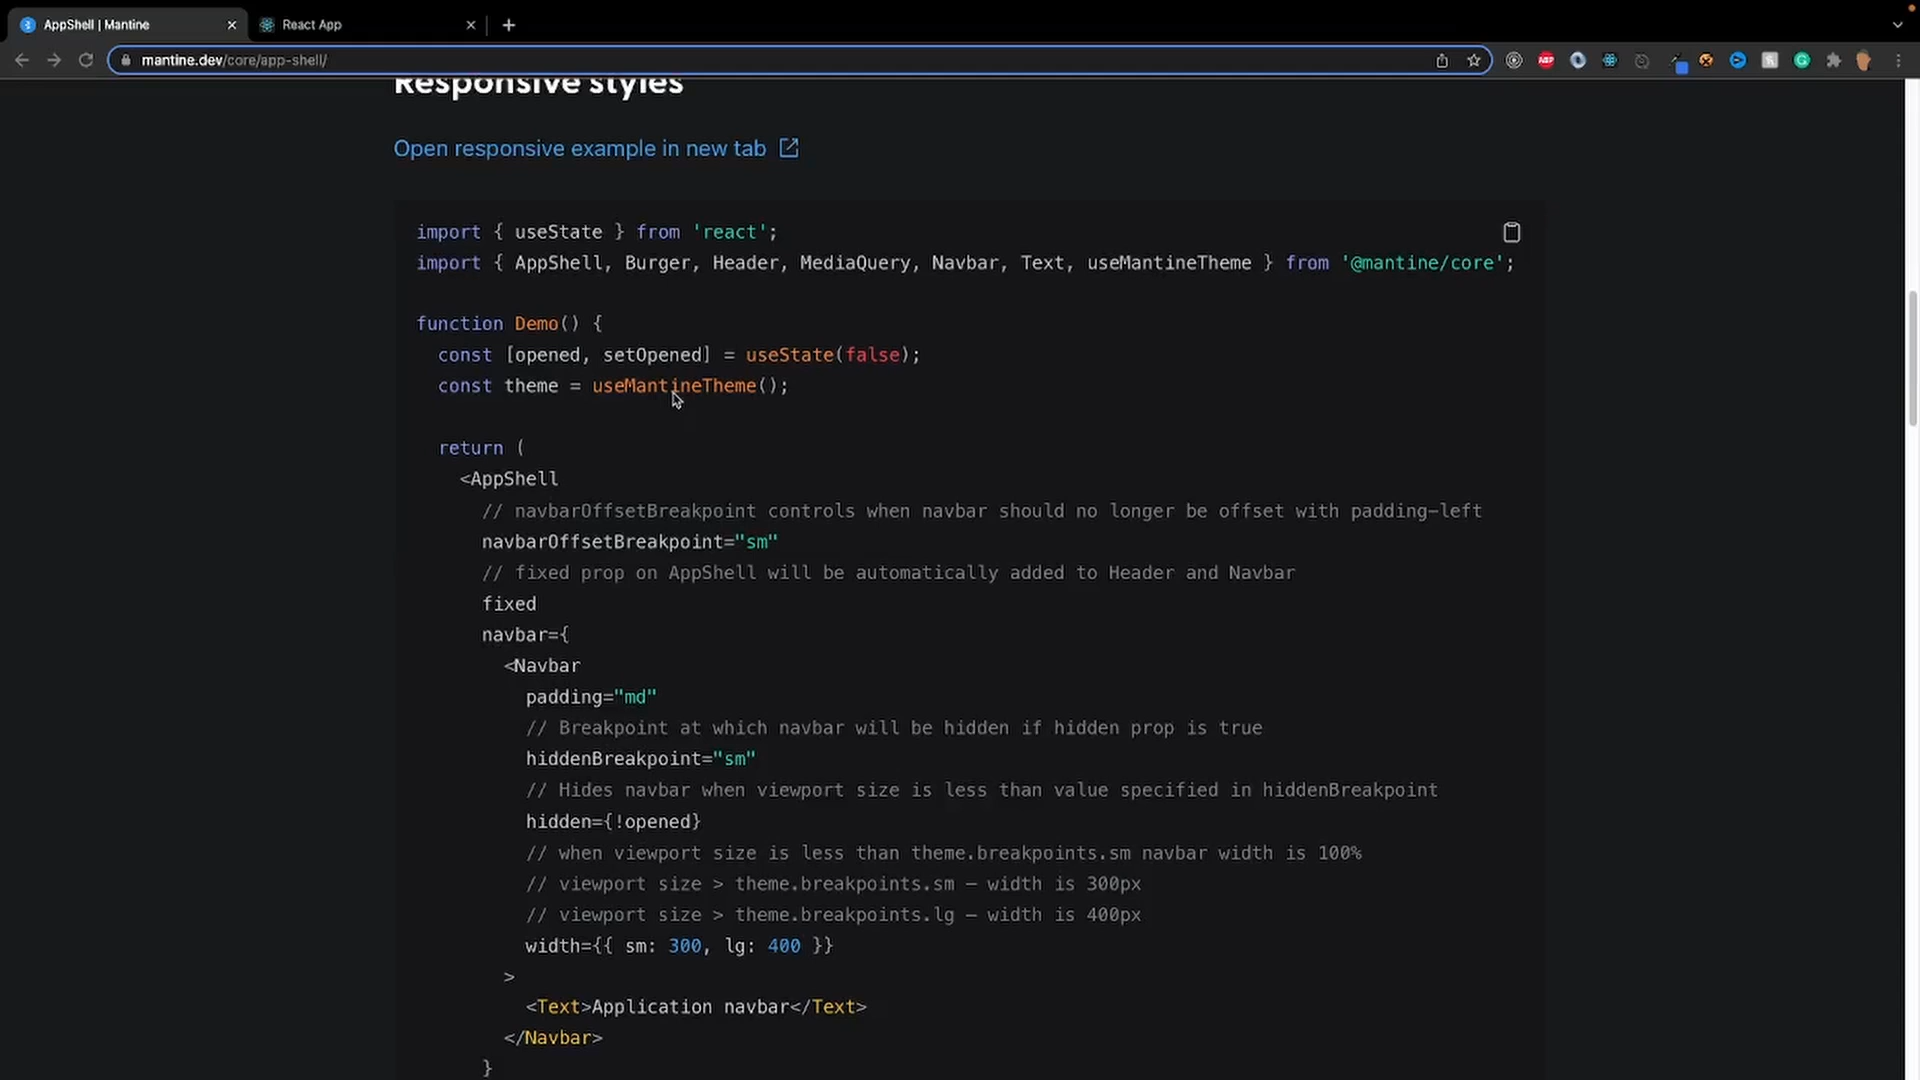 AppShell | Mantine
React App
mantine.dev/core/app-shell/
ABP
Responsive styles
Open responsive example in new tab
import { useState } from 'react';
import { AppShell, Burger, Header, MediaQuery, Navbar, Text, useMantineTheme } from '@mantine/core';
function Demo() {
const [opened, setOpened] = useState(false);
const theme = useMantineTheme();
return (
<AppShell
// navbarOffsetBreakpoint controls when navbar should no longer be offset with padding-left
navbarOffsetBreakpoint="sm"
// fixed prop on AppShell will be automatically added to Header and Navbar
fixed
navbar={
<Navbar
padding="md"
// Breakpoint at which navbar will be hidden if hidden prop is true
hiddenBreakpoint="sm"
// Hides navbar when viewport size is less than value specified in hiddenBreakpoint
hidden={!opened}
// when viewport size is less than theme.breakpoints.sm navbar width is 100%
// viewport size > theme.breakpoints.sm – width is 300px
// viewport size > theme.breakpoints.lg – width is 400px
width={{ sm: 300, lg: 400 }}
>
<Text>Application navbar</Text>
</Navbar>
}